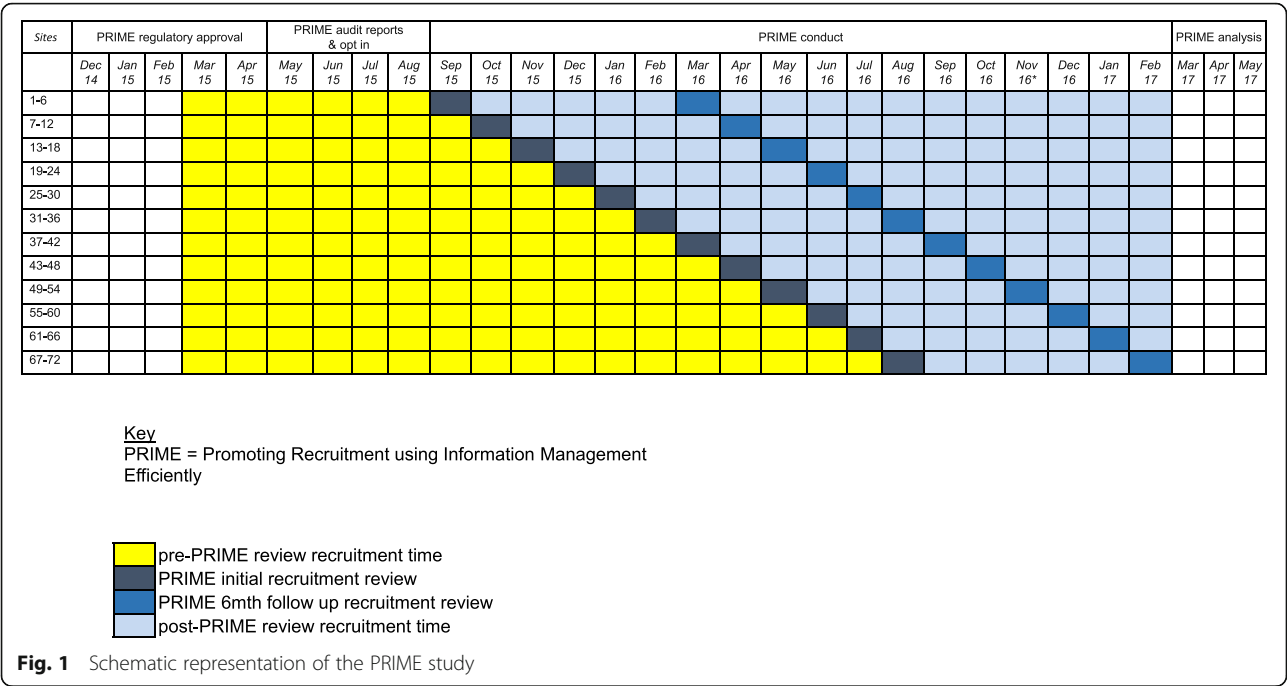 Sites PRIME regulatory approval PRIME audit reports & opt in PRIME conduct PRIME analysis
Dec 14 Jan 15 Feb 15 Mar 15 Apr 15 May 15 Jun 15 Jul 15 Aug 15 Sep 15 Oct 15 Nov 15 Dec 15 Jan 16 Feb 16 Mar 16 Apr 16 May 16 Jun 16 Jul 16 Aug 16 Sep 16 Oct 16 Nov 16* Dec 16 Jan 17 Feb 17 Mar 17 Apr 17 May 17
1-6
7-12
13-18
19-24
25-30
31-36
37-42
43-48
49-54
55-60
61-66
67-72
Key
PRIME = Promoting Recruitment using Information Management
Efficiently
pre-PRIME review recruitment time
PRIME initial recruitment review
PRIME 6mth follow up recruitment review
post-PRIME review recruitment time
Fig. 1 Schematic representation of the PRIME study